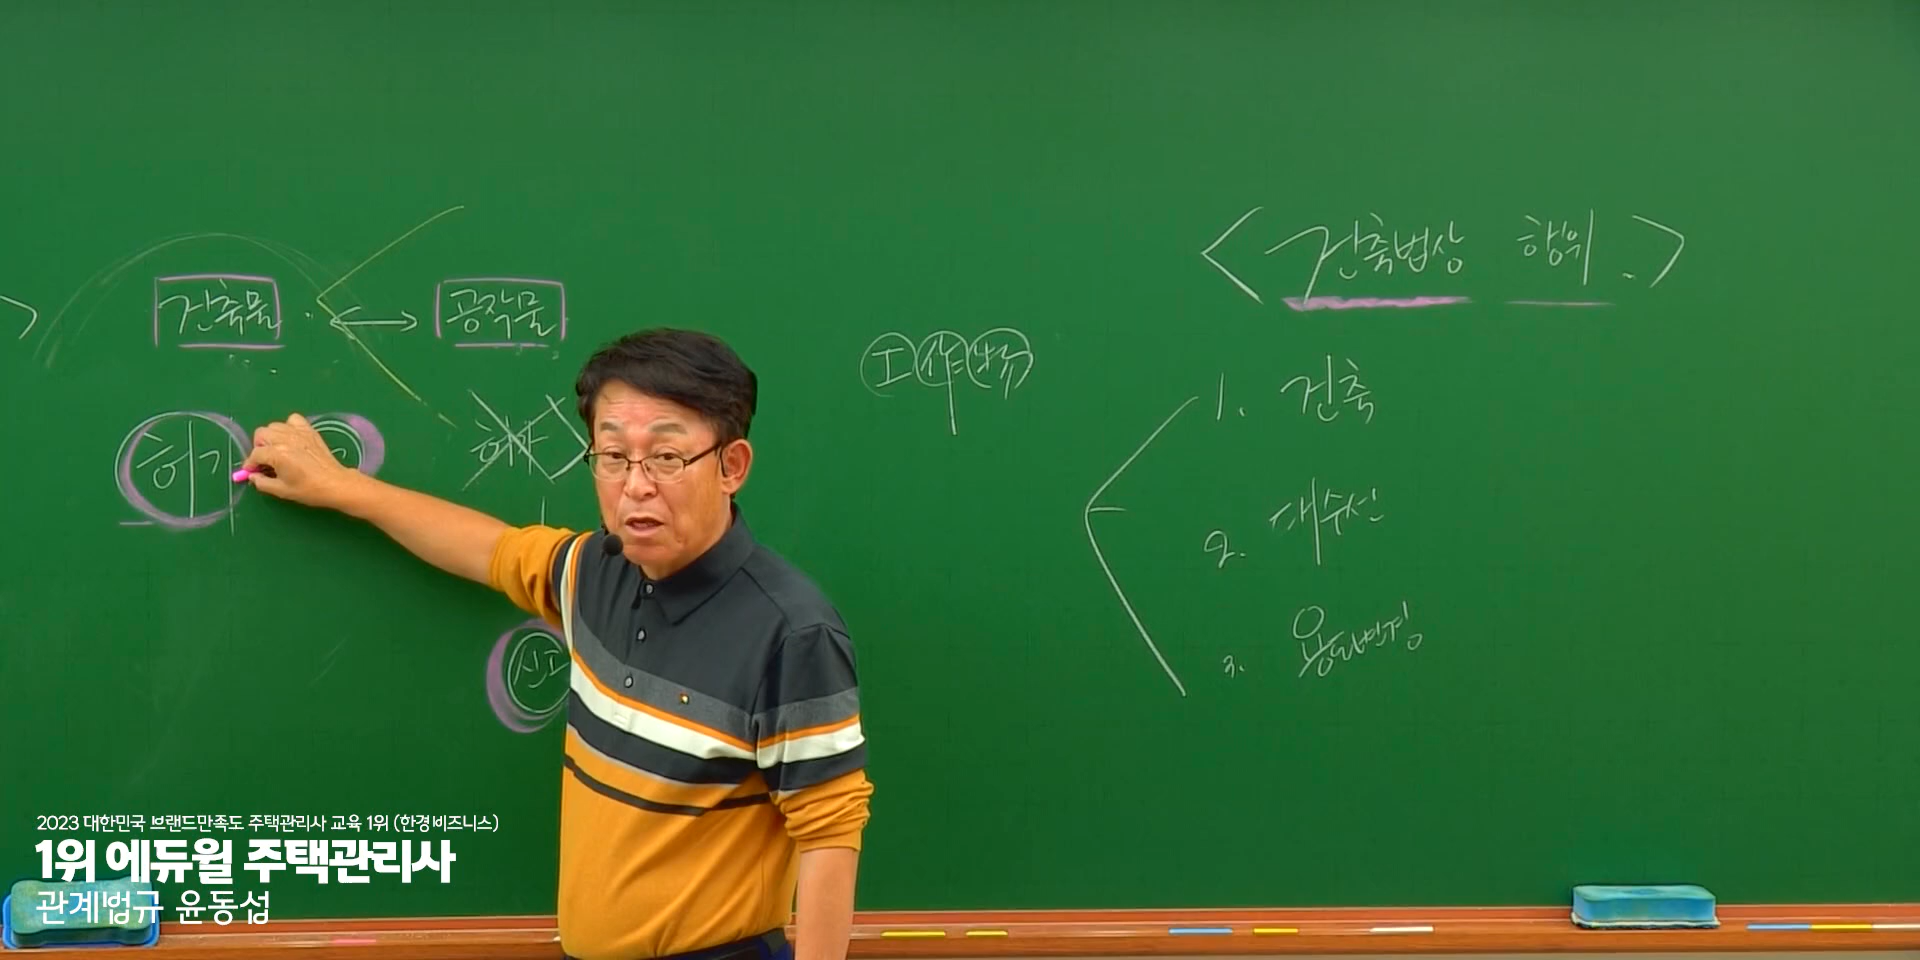 <건축법상 행위.>
건축물 ↔ 공작물
工作物
1. 건축
허가
허가
2. 대수선
3. 용도변경
신고
2023 대한민국 브랜드만족도 주택관리사 교육 1위 (한경비즈니스)
1위 에듀윌 주택관리사
관계법규 윤동섭